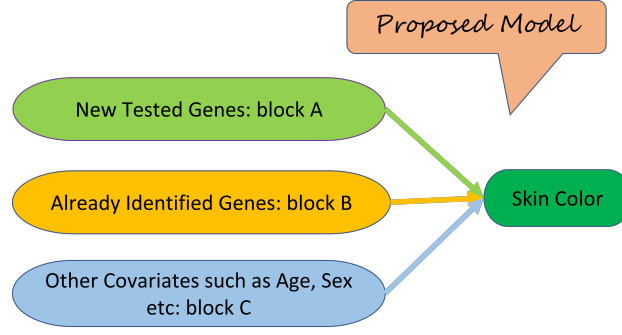 Proposed Model
New Tested Genes: block A
Already Identified Genes: block B
Skin Color
Other Covariates such as Age, Sex
etc: block C